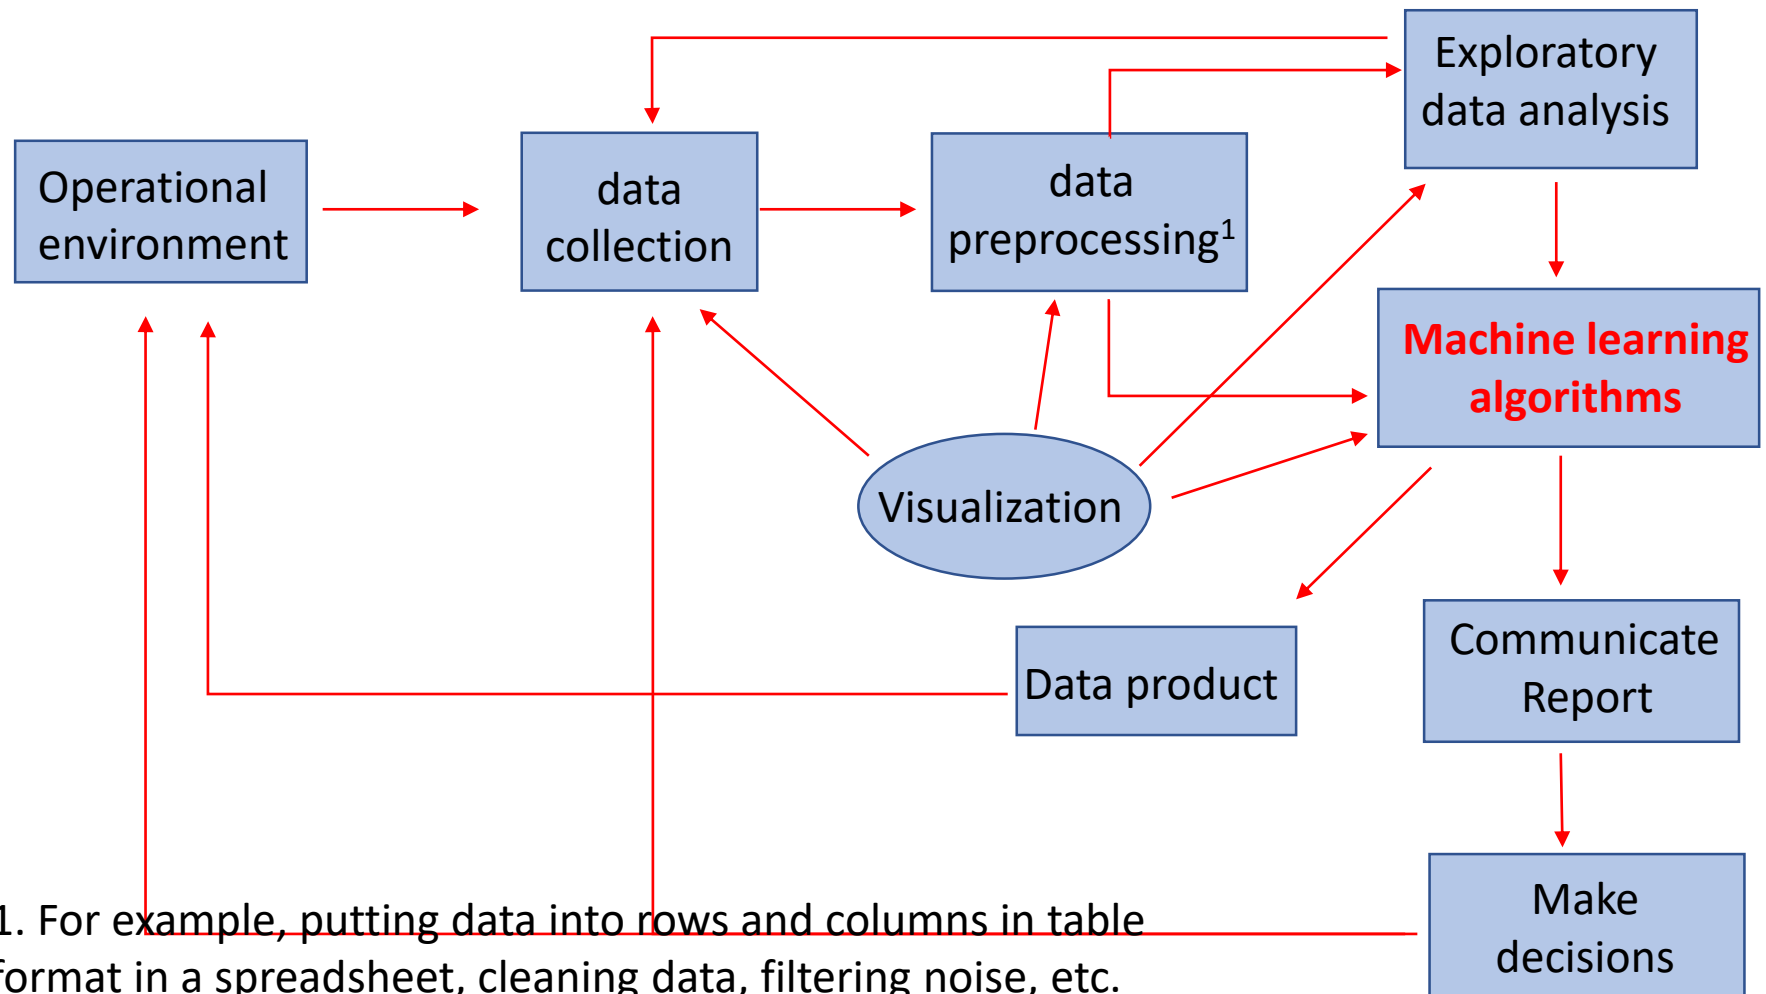 Exploratory
data analysis
Operational
environment
data
collection
data
preprocessing¹
Machine learning
algorithms
Visualization
Communicate
Report
Data product
Make
decisions
1. For example, putting data into rows and columns in table
format in a spreadsheet, cleaning data, filtering noise, etc.